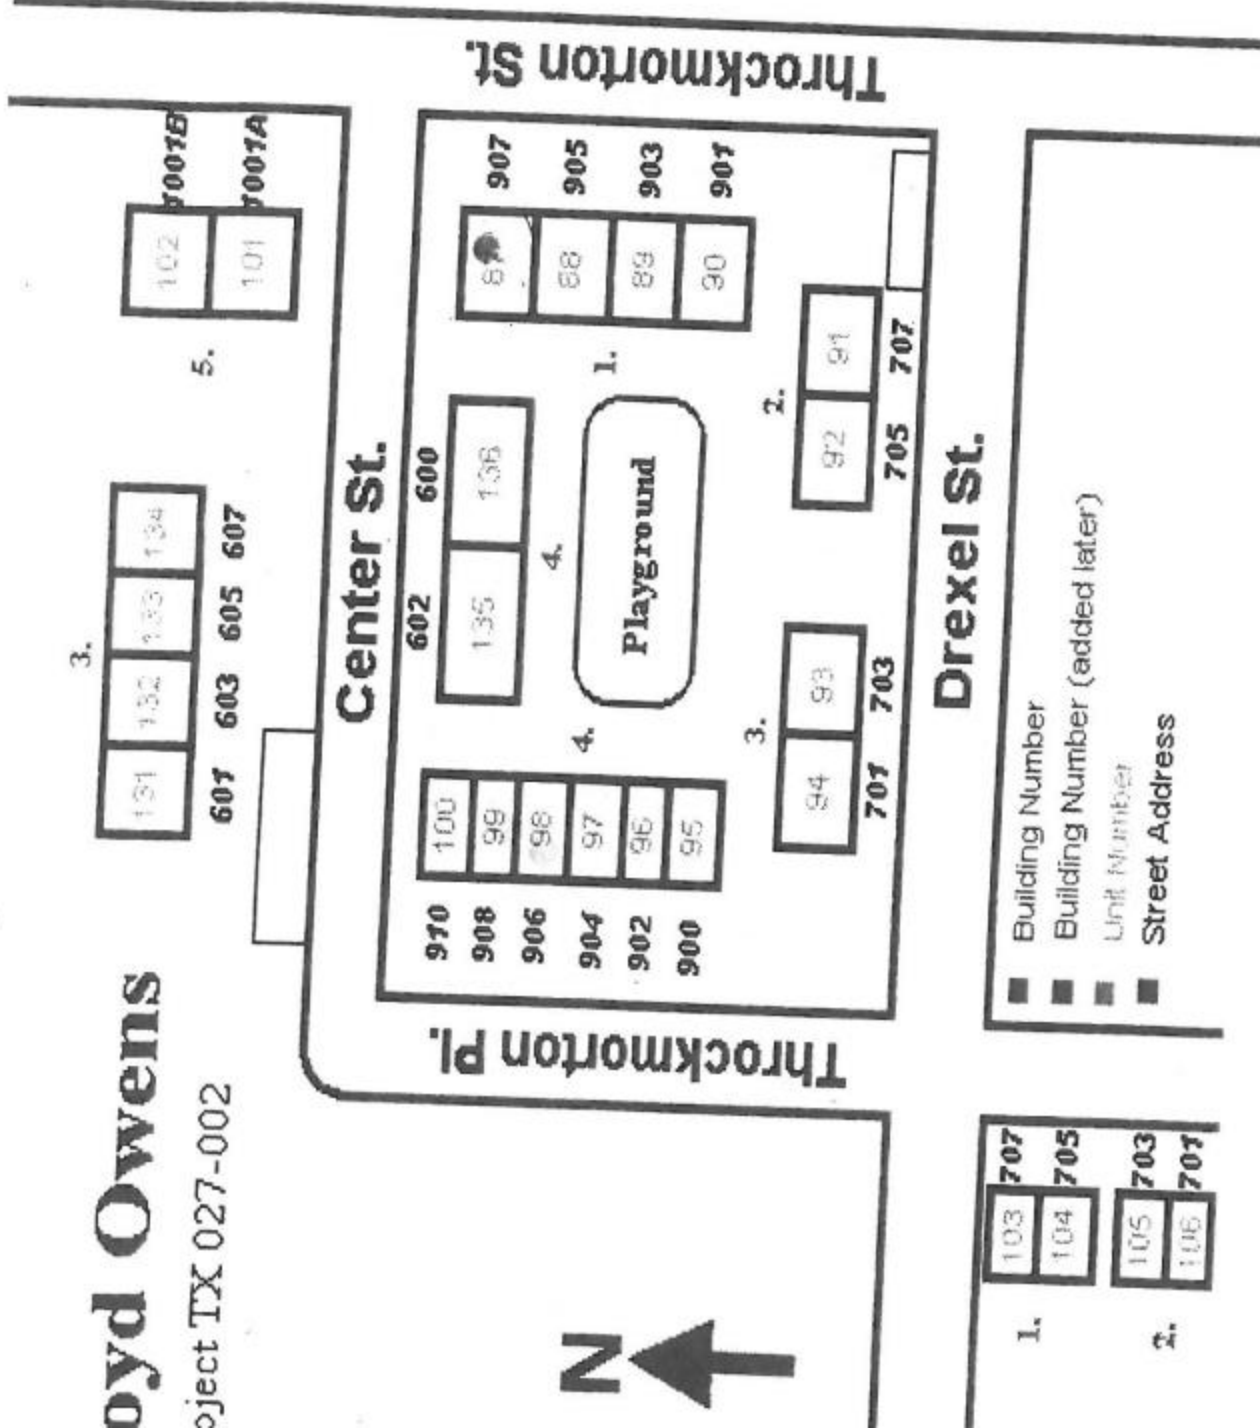 oyd Owens
oject TX 027-002
Throckmorton St.
Center St.
Drexel St.
Throckmorton Pl.
N
3.
131 132 133 134
601 603 605 607
5.
102 1001B
101 1001A
602 600
135 136
4.
Playground
1.
87 907
88 905
89 903
90 901
4.
910 100
908 99
906 98
904 97
902 96
900 95
3.
94 93
701 703
2.
92 91
705 707
1.
103 707
104 705
2.
105 703
106 701
Building Number
Building Number (added later)
Unit Number
Street Address